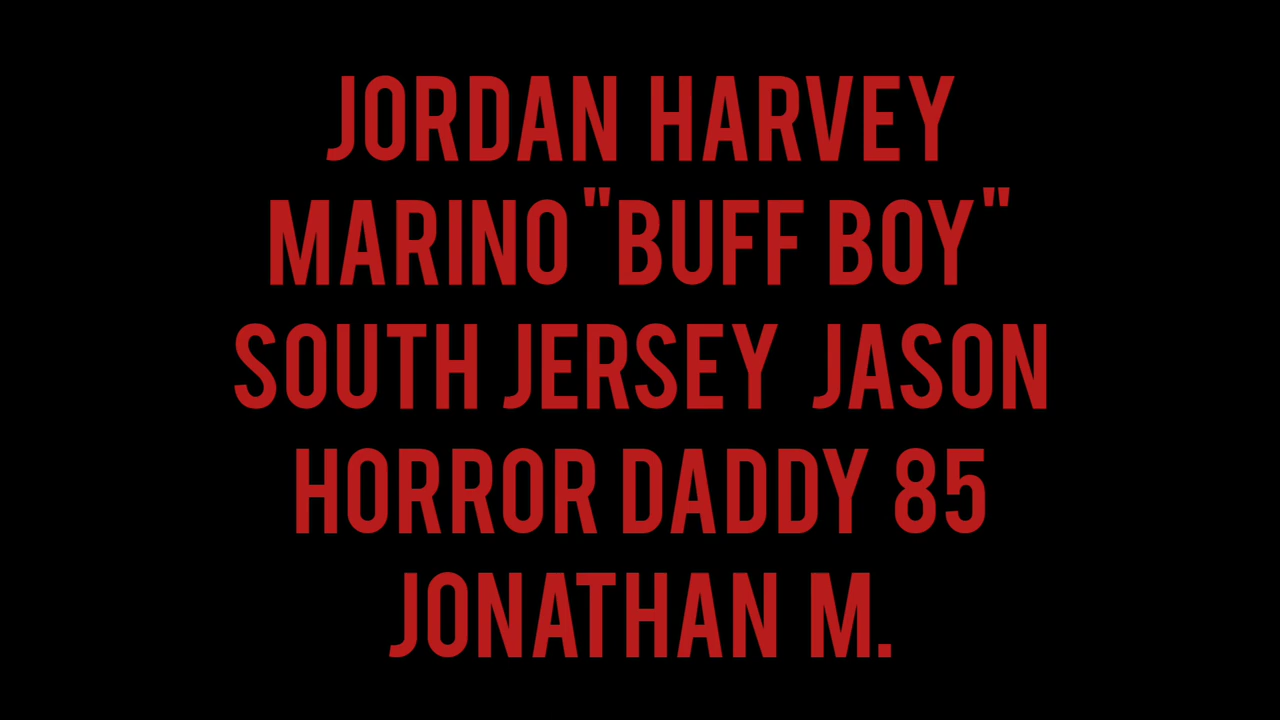 JORDAN HARVEY
MARINO "BUFF BOY"
SOUTH JERSEY JASON
HORROR DADDY 85
JONATHAN M.